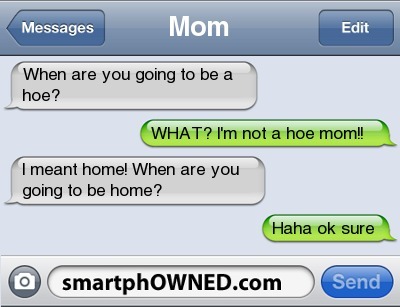 Messages
Mom
Edit
When are you going to be a
hoe?
WHAT? I'm not a hoe mom!!
I meant home! When are you
going to be home?
Haha ok sure
smartphOWNED.com
Send